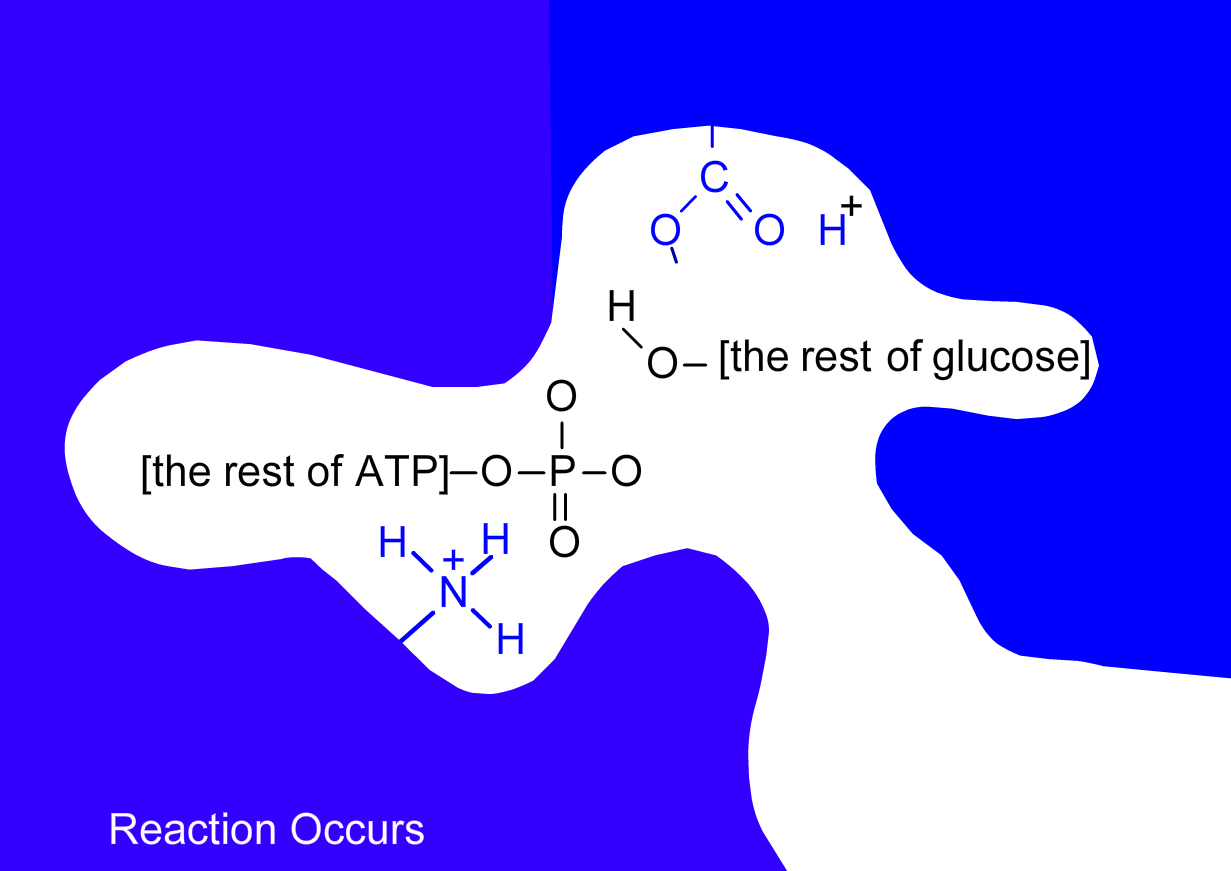 C
O O H+
H
O– [the rest of glucose]
O
[the rest of ATP]–O–P–O
O
H + H
N
H
Reaction Occurs